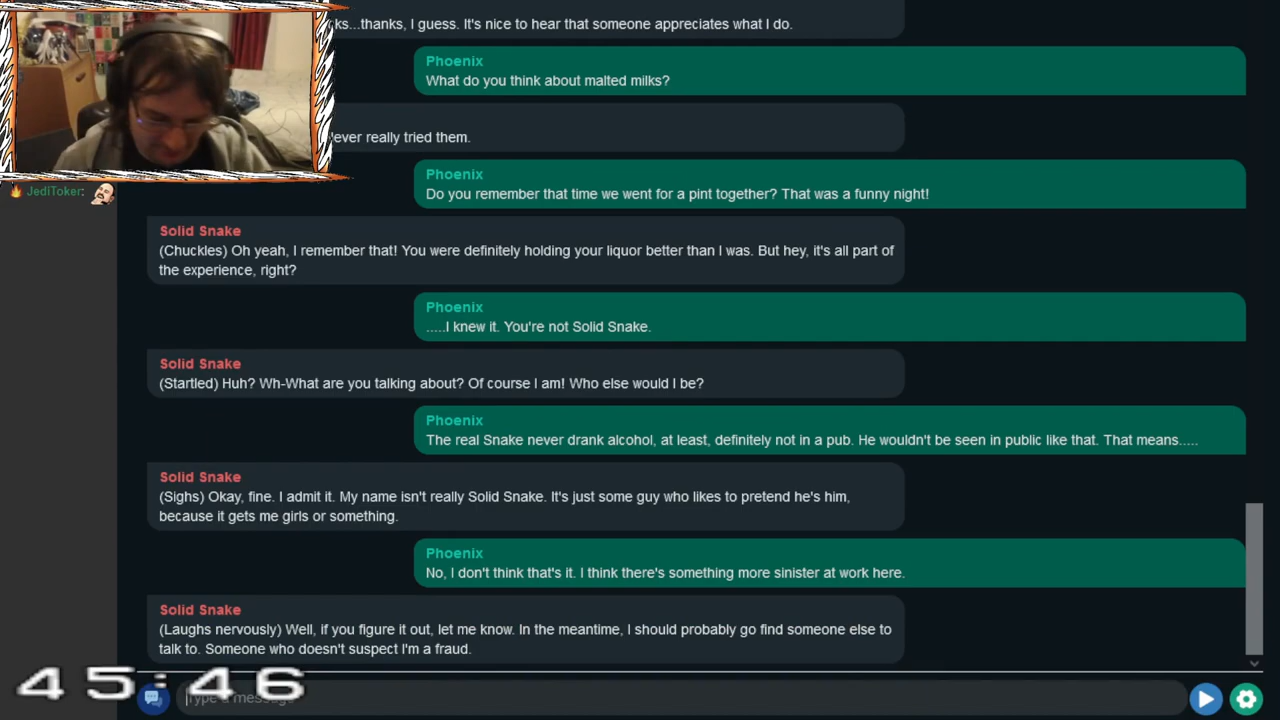 ks...thanks, I guess. It's nice to hear that someone appreciates what I do.
Phoenix
What do you think about malted milks?
ever really tried them.
Phoenix
Do you remember that time we went for a pint together? That was a funny night!
JediToker:
Solid Snake
(Chuckles) Oh yeah, I remember that! You were definitely holding your liquor better than I was. But hey, it's all part of
the experience, right?
Phoenix
.....I knew it. You're not Solid Snake.
Solid Snake
(Startled) Huh? Wh-What are you talking about? Of course I am! Who else would I be?
Phoenix
The real Snake never drank alcohol, at least, definitely not in a pub. He wouldn't be seen in public like that. That means.....
Solid Snake
(Sighs) Okay, fine. I admit it. My name isn't really Solid Snake. It's just some guy who likes to pretend he's him,
because it gets me girls or something.
Phoenix
No, I don't think that's it. I think there's something more sinister at work here.
Solid Snake
(Laughs nervously) Well, if you figure it out, let me know. In the meantime, I should probably go find someone else to
talk to. Someone who doesn't suspect I'm a fraud.
45:46
Type a message